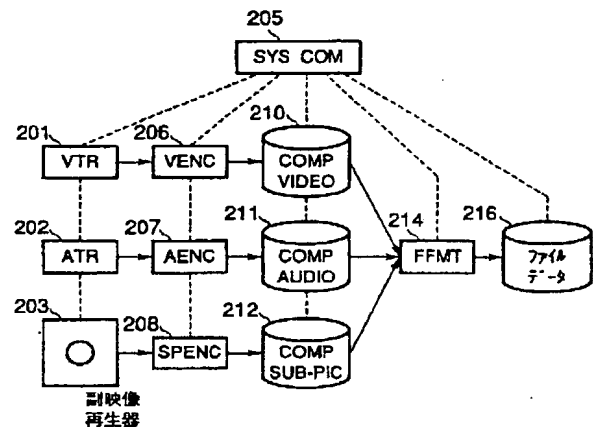 205
SYS COM
201
VTR
206
VENC
210
COMP
VIDEO
202
ATR
207
AENC
211
COMP
AUDIO
214
FFMT
216
ファイル
データ
203
208
SPENC
212
COMP
SUB-PIC
副映像
再生器